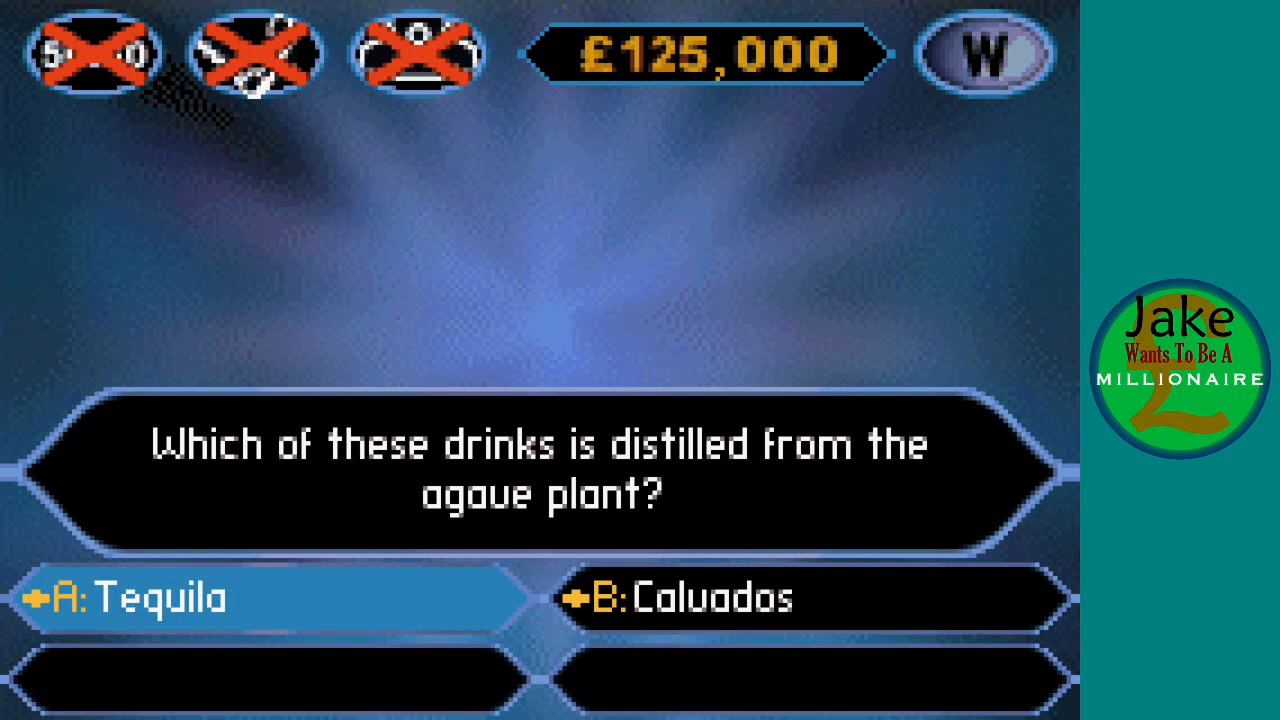 £125,000
W
Which of these drinks is distilled from the
agave plant?
A: Tequila
B: Calvados
Jake
Wants To Be A
MILLIONAIRE